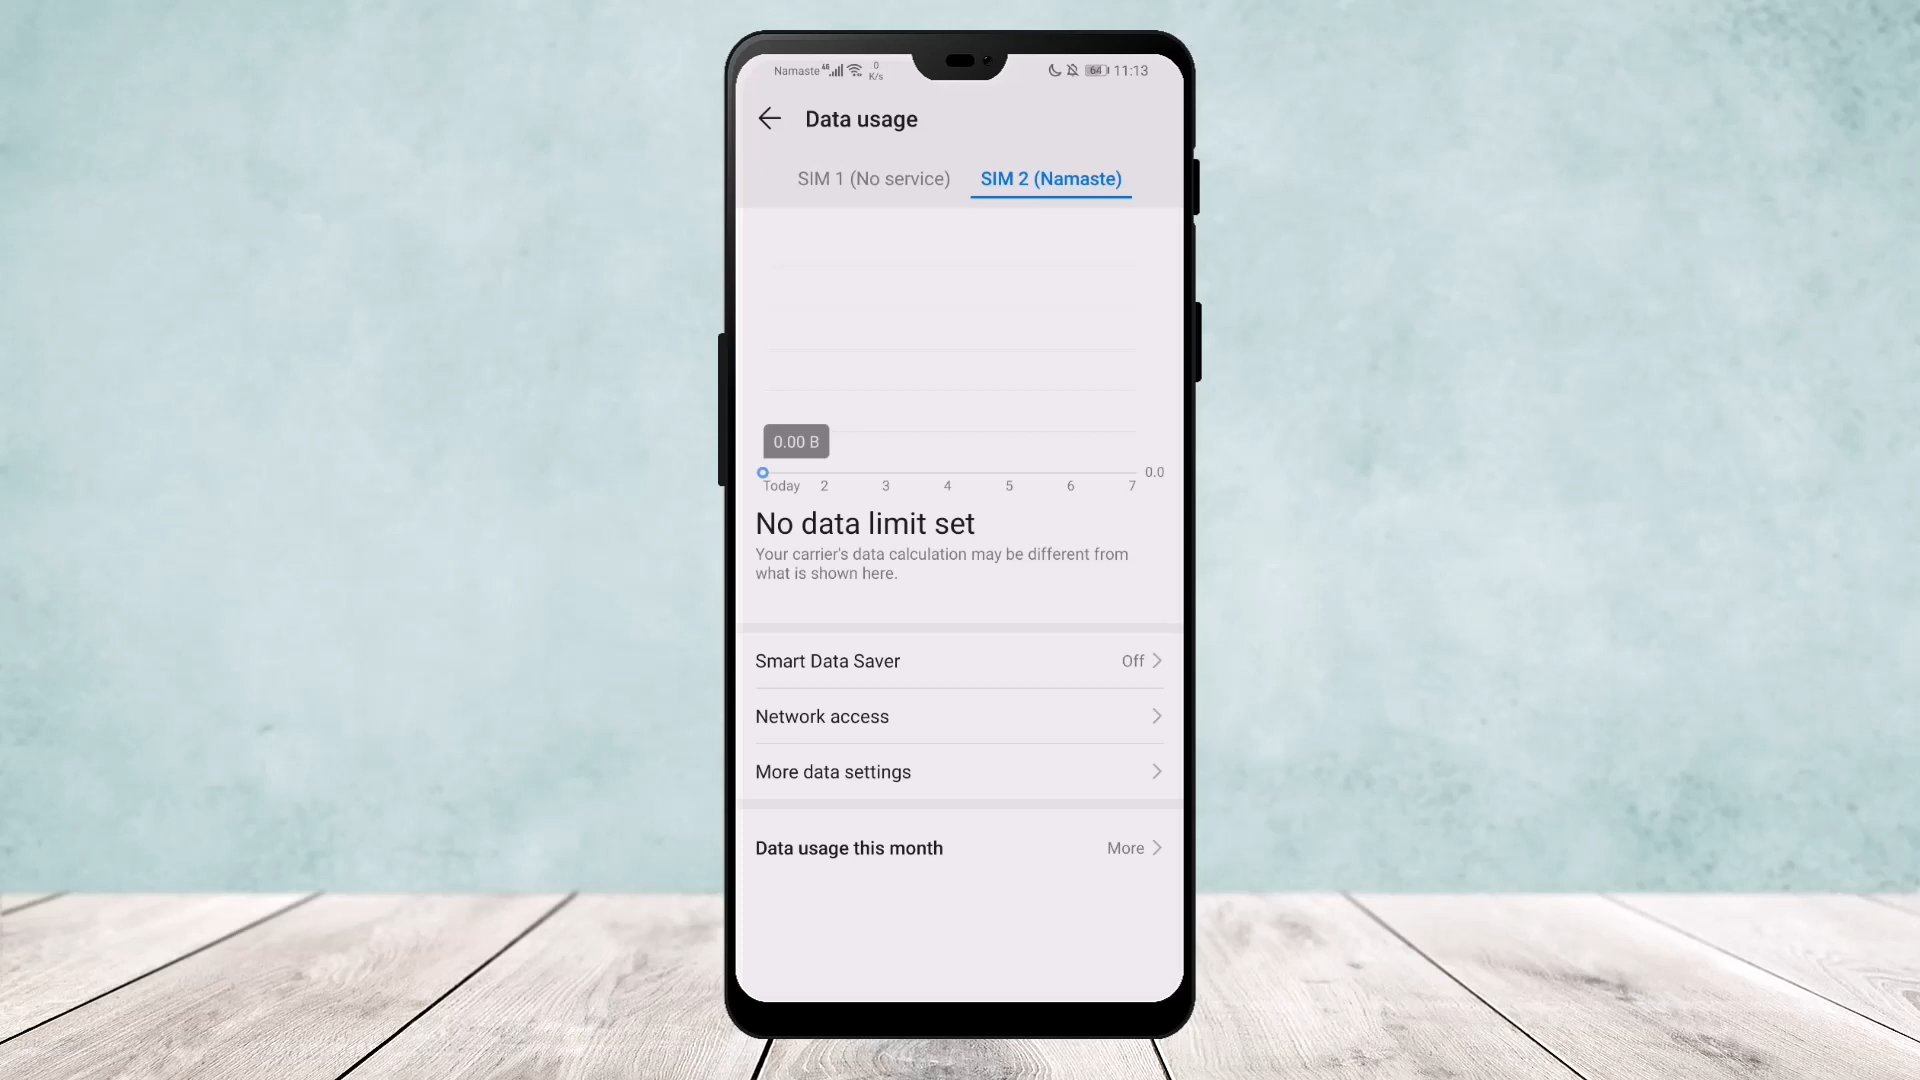 Namaste 4G 0 K/s 64 11:13
Data usage
SIM 1 (No service) SIM 2 (Namaste)
0.00 B
0.0
Today 2 3 4 5 6 7
No data limit set
Your carrier's data calculation may be different from
what is shown here.
Smart Data Saver Off
Network access
More data settings
Data usage this month More